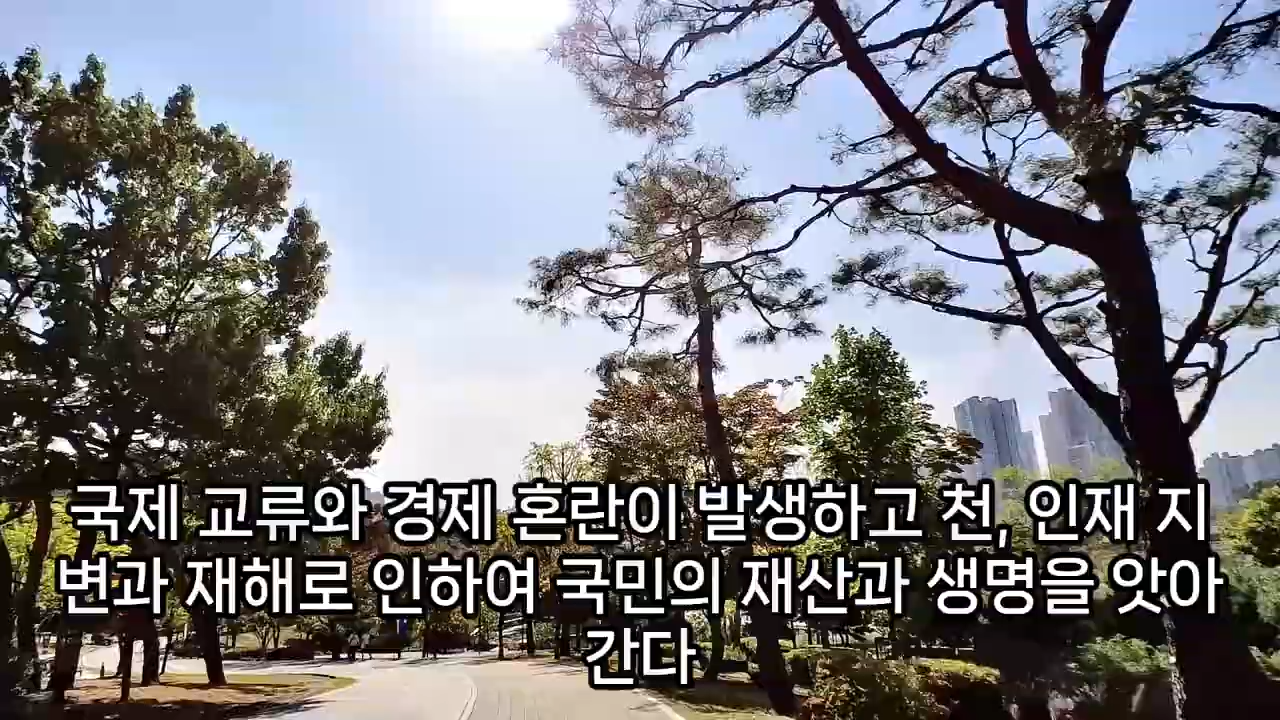 국제 교류와 경제 혼란이 발생하고 천, 인재 지
변과 재해로 인하여 국민의 재산과 생명을 앗아
간다